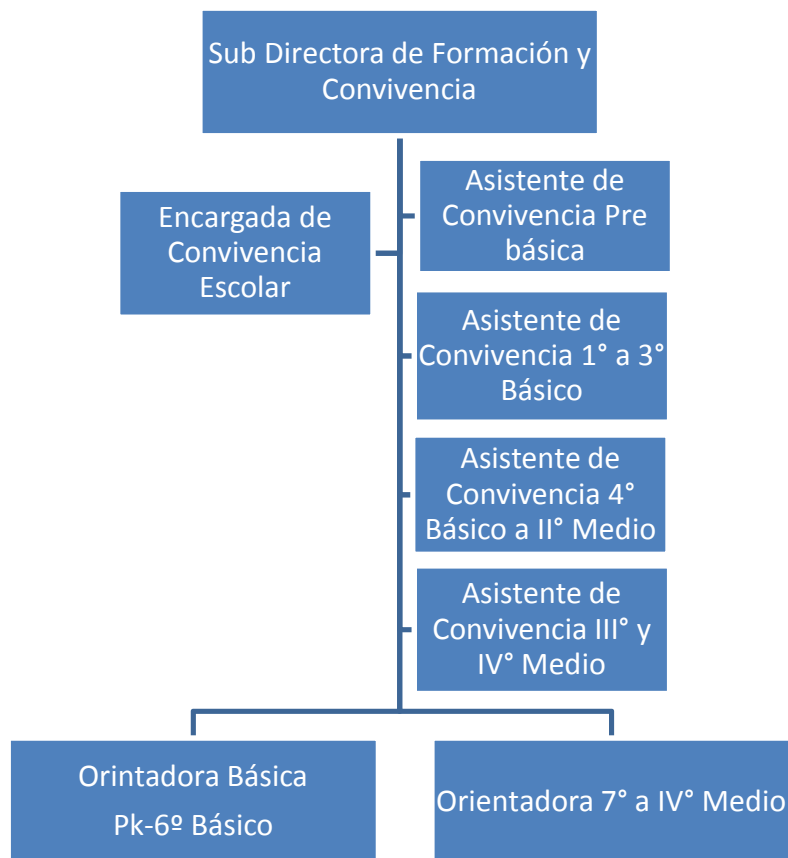 Sub Directora de Formación y
Convivencia
Encargada de
Convivencia
Escolar
Asistente de
Convivencia Pre
básica
Asistente de
Convivencia 1° a 3°
Básico
Asistente de
Convivencia 4°
Básico a II° Medio
Asistente de
Convivencia III° y
IV° Medio
Orintadora Básica
Pk-6º Básico
Orientadora 7° a IV° Medio